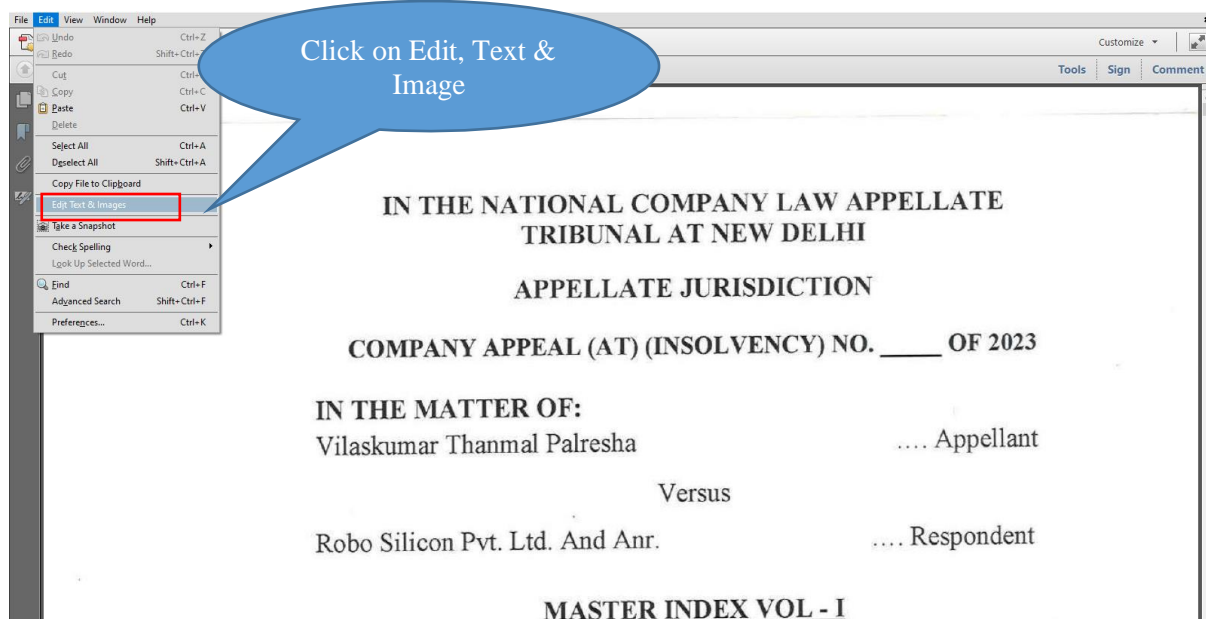 File Edit View Window Help
Undo Ctrl+Z
Redo Shift+Ctrl+Z
Cut Ctrl+
Copy Ctrl+C
Paste Ctrl+V
Delete
Select All Ctrl+A
Deselect All Shift+Ctrl+A
Copy File to Clipboard
Edit Text & Images
Take a Snapshot
Check Spelling
Look Up Selected Word...
Find Ctrl+F
Advanced Search Shift+Ctrl+F
Preferences... Ctrl+K
Click on Edit, Text &
Image
Customize
Tools Sign Comment
IN THE NATIONAL COMPANY LAW APPELLATE
TRIBUNAL AT NEW DELHI
APPELLATE JURISDICTION
COMPANY APPEAL (AT) (INSOLVENCY) NO. _____ OF 2023
IN THE MATTER OF:
Vilaskumar Thanmal Palresha .... Appellant
Versus
Robo Silicon Pvt. Ltd. And Anr. .... Respondent
MASTER INDEX VOL - I